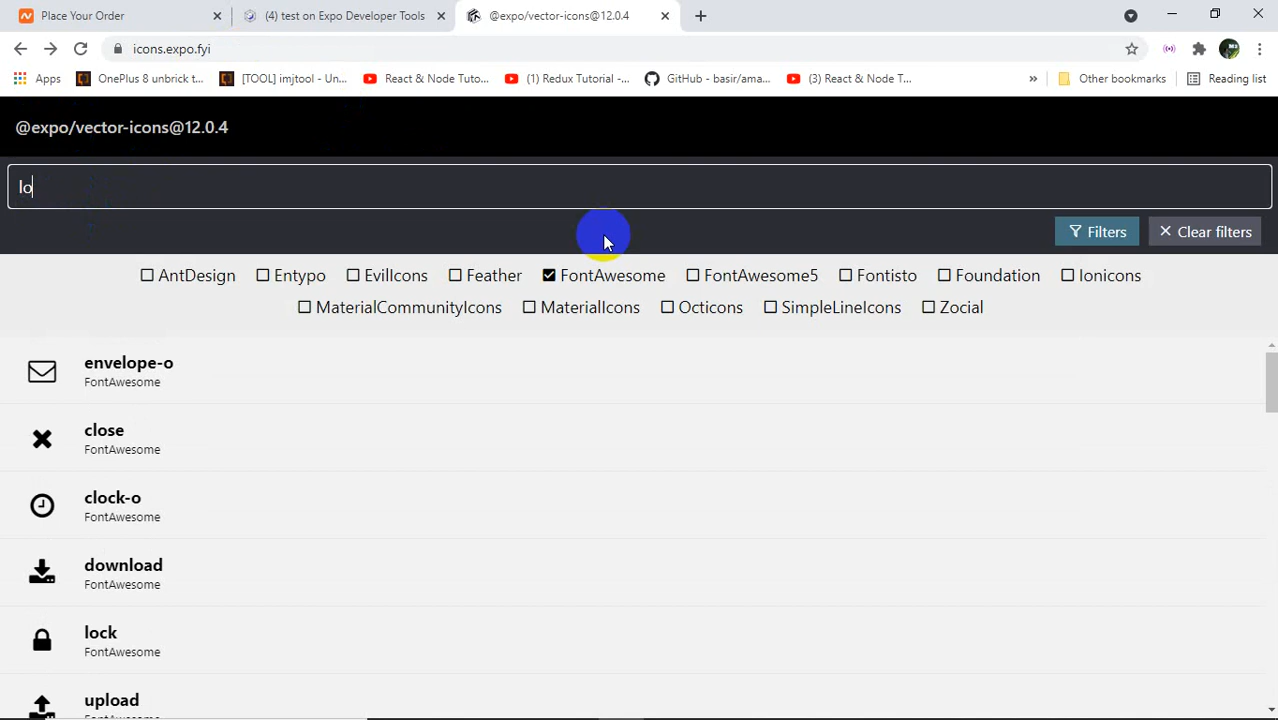 Place Your Order
(4) test on Expo Developer Tools
@expo/vector-icons@12.0.4
icons.expo.fyi
Apps
OnePlus 8 unbrick t...
[TOOL] imjtool - Un...
React & Node Tuto...
(1) Redux Tutorial -...
GitHub - basir/ama...
(3) React & Node T...
»
Other bookmarks
Reading list
@expo/vector-icons@12.0.4
lo
Filters
Clear filters
AntDesign
Entypo
EvilIcons
Feather
FontAwesome
FontAwesome5
Fontisto
Foundation
Ionicons
MaterialCommunityIcons
MaterialIcons
Octicons
SimpleLineIcons
Zocial
envelope-o
FontAwesome
close
FontAwesome
clock-o
FontAwesome
download
FontAwesome
lock
FontAwesome
upload
FontAwesome